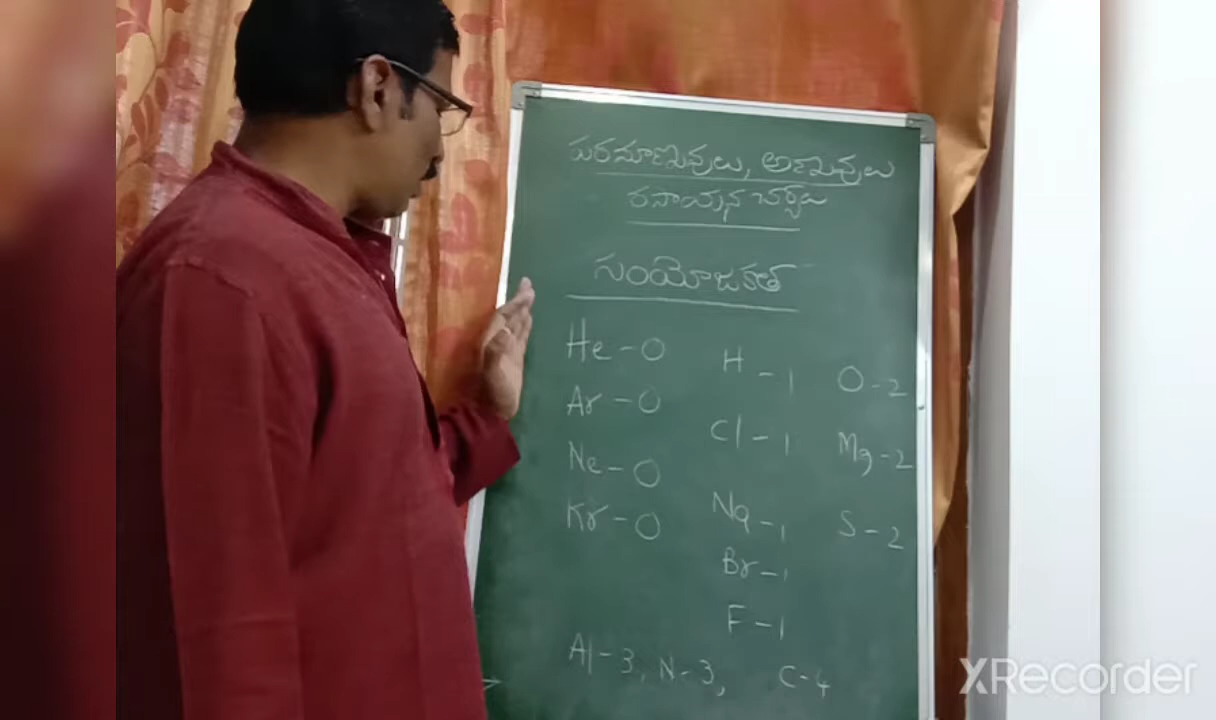 పరమాణువులు, అణువులు
రసాయన చర్యలు
సంయోజకత
He - 0
H - 1
O - 2
Ar - 0
Cl - 1
Mg - 2
Ne - 0
Na - 1
S - 2
Kr - 0
Br - 1
F - 1
Al - 3, N - 3, C - 4
XRecorder